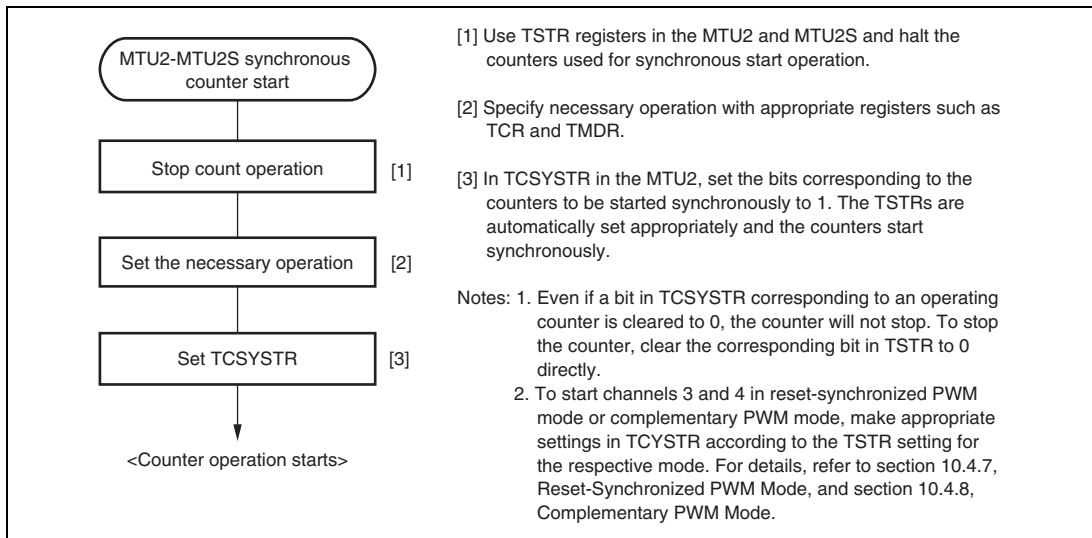 MTU2-MTU2S synchronous
counter start
Stop count operation
[1]
Set the necessary operation
[2]
Set TCSYSTR
[3]
<Counter operation starts>
[1] Use TSTR registers in the MTU2 and MTU2S and halt the
counters used for synchronous start operation.
[2] Specify necessary operation with appropriate registers such as
TCR and TMDR.
[3] In TCSYSTR in the MTU2, set the bits corresponding to the
counters to be started synchronously to 1. The TSTRs are
automatically set appropriately and the counters start
synchronously.
Notes: 1. Even if a bit in TCSYSTR corresponding to an operating
counter is cleared to 0, the counter will not stop. To stop
the counter, clear the corresponding bit in TSTR to 0
directly.
2. To start channels 3 and 4 in reset-synchronized PWM
mode or complementary PWM mode, make appropriate
settings in TCYSTR according to the TSTR setting for
the respective mode. For details, refer to section 10.4.7,
Reset-Synchronized PWM Mode, and section 10.4.8,
Complementary PWM Mode.